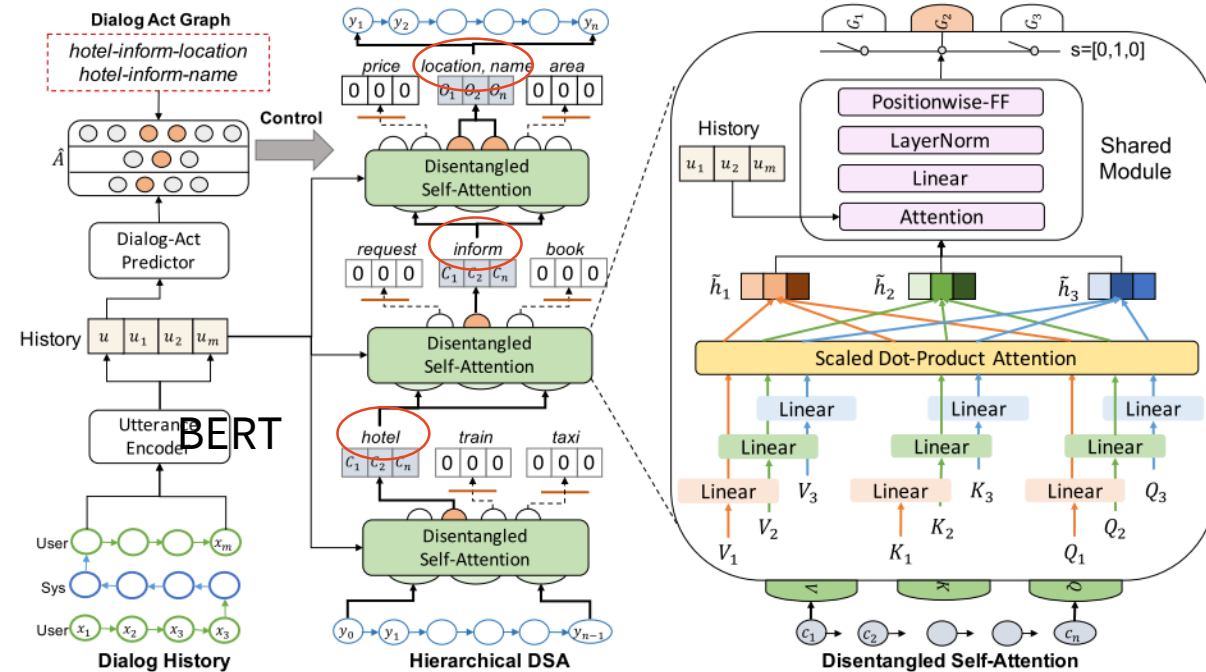 Dialog Act Graph
hotel-inform-location
hotel-inform-name
Â
Control
Dialog-Act
Predictor
History
u u₁ u₂ uₘ
Utterance
Encoder
BERT
User xₘ
Sys
User x₁ x₂ x₃ x₃
Dialog History
y₁ y₂ yₙ
price location, name area
0 0 0 O₁ O₂ Oₙ 0 0 0
Disentangled
Self-Attention
request inform book
0 0 0 C₁ C₂ Cₙ 0 0 0
Disentangled
Self-Attention
hotel train taxi
C₁ C₂ Cₙ 0 0 0 0 0 0
Disentangled
Self-Attention
y₀ y₁ yₙ₋₁
Hierarchical DSA
G₁ G₂ G₃
s=[0,1,0]
Positionwise-FF
LayerNorm
Linear
Attention
History
u₁ u₂ uₘ
Shared
Module
h̃₁ h̃₂ h̃₃
Scaled Dot-Product Attention
Linear Linear Linear
Linear Linear Linear
Linear Linear Linear
V₃ K₃ Q₃
V₂ K₂ Q₂
V₁ K₁ Q₁
V K Q
c₁ c₂ cₙ
Disentangled Self-Attention